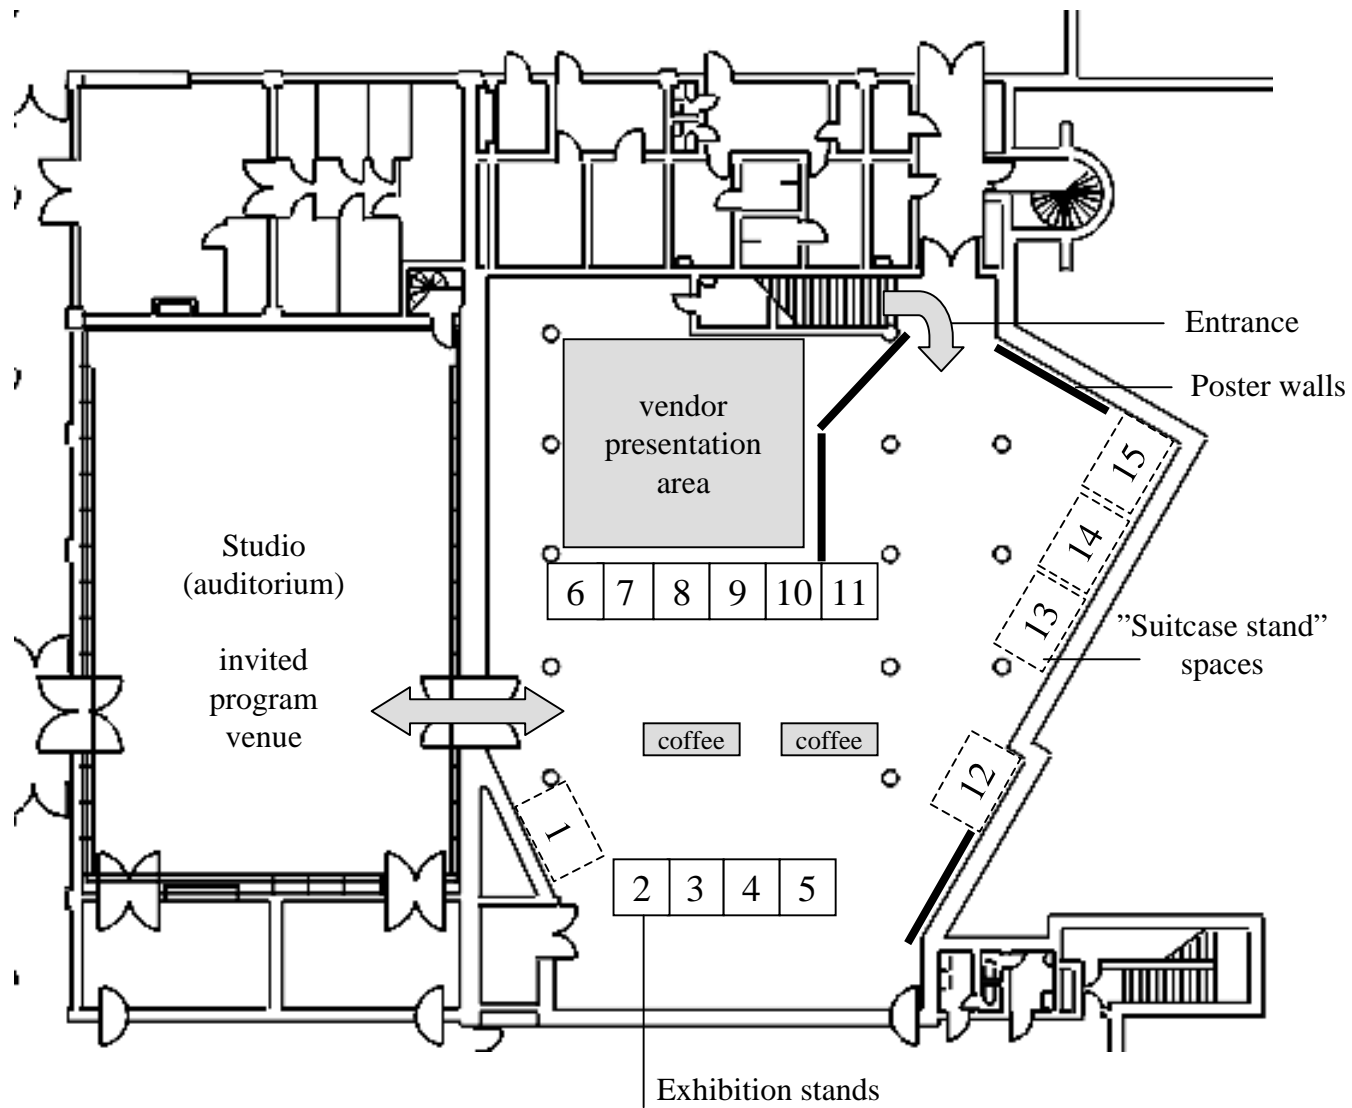 Entrance
Poster walls
vendor
presentation
area
15
14
13
Studio
(auditorium)
invited
program
venue
6 7 8 9 10 11
”Suitcase stand”
spaces
coffee coffee
12
1
2 3 4 5
Exhibition stands